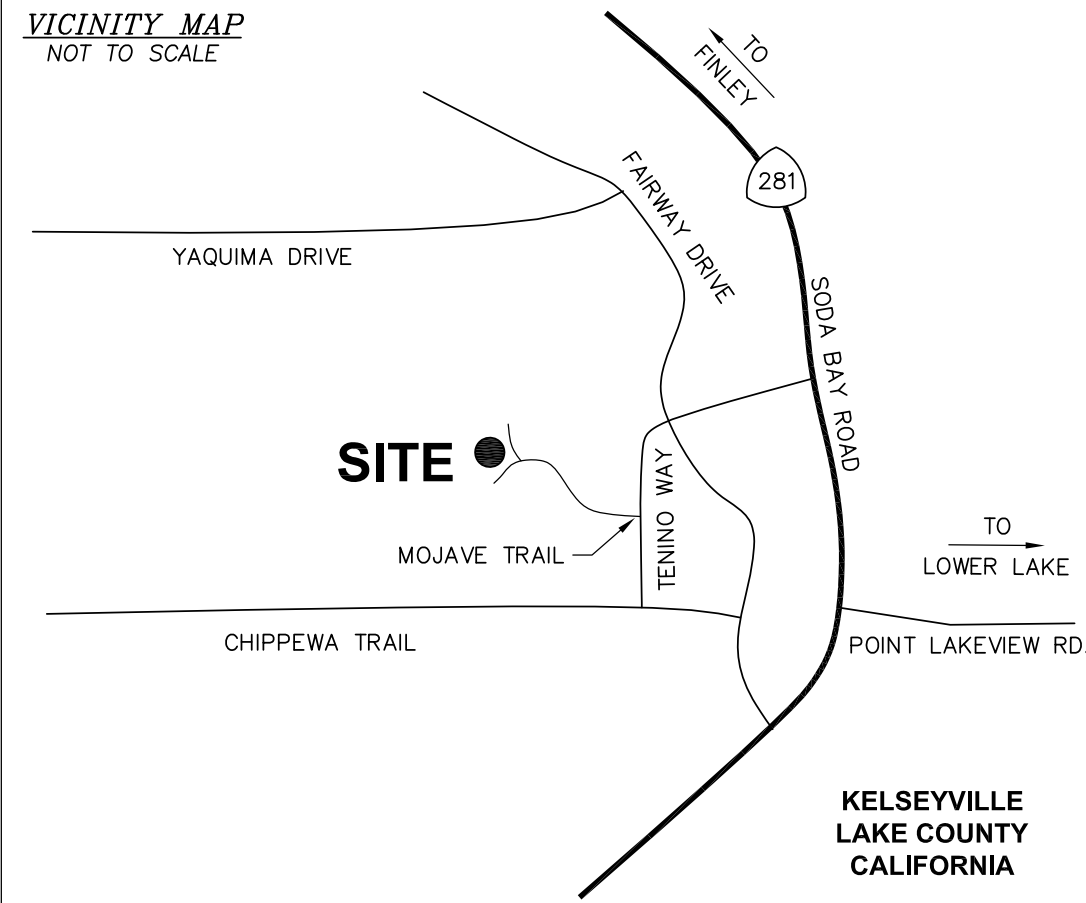 VICINITY MAP
NOT TO SCALE
TO
FINLEY
281
FAIRWAY DRIVE
YAQUIMA DRIVE
SODA BAY ROAD
SITE
TENINO WAY
MOJAVE TRAIL
TO
LOWER LAKE
CHIPPEWA TRAIL
POINT LAKEVIEW RD.
KELSEYVILLE
LAKE COUNTY
CALIFORNIA